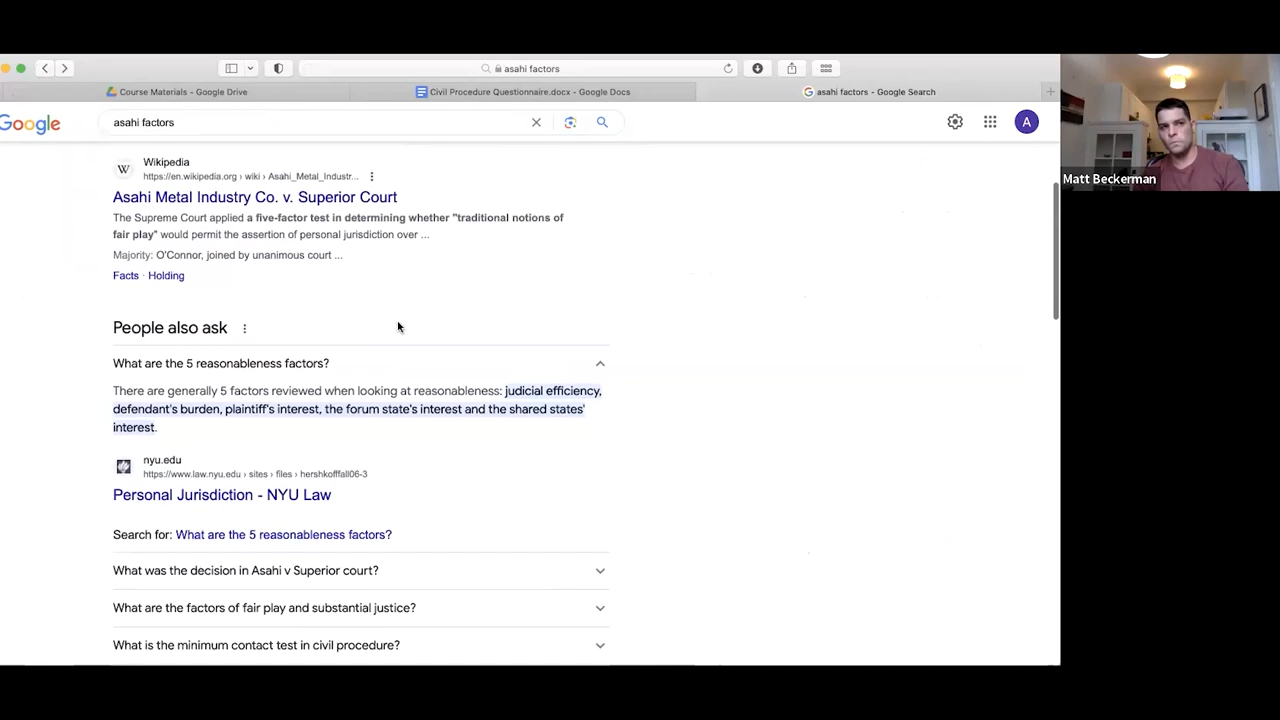 asahi factors
Course Materials - Google Drive
Civil Procedure Questionnaire.docx - Google Docs
asahi factors - Google Search
Google
asahi factors
A
Matt Beckerman
W
Wikipedia
https://en.wikipedia.org › wiki › Asahi_Metal_Industr...
Asahi Metal Industry Co. v. Superior Court
The Supreme Court applied a five-factor test in determining whether "traditional notions of
fair play" would permit the assertion of personal jurisdiction over ...
Majority: O'Connor, joined by unanimous court ...
Facts · Holding
People also ask
What are the 5 reasonableness factors?
There are generally 5 factors reviewed when looking at reasonableness: judicial efficiency,
defendant's burden, plaintiff's interest, the forum state's interest and the shared states'
interest.
nyu.edu
https://www.law.nyu.edu › sites › files › hershkofffall06-3
Personal Jurisdiction - NYU Law
Search for: What are the 5 reasonableness factors?
What was the decision in Asahi v Superior court?
What are the factors of fair play and substantial justice?
What is the minimum contact test in civil procedure?